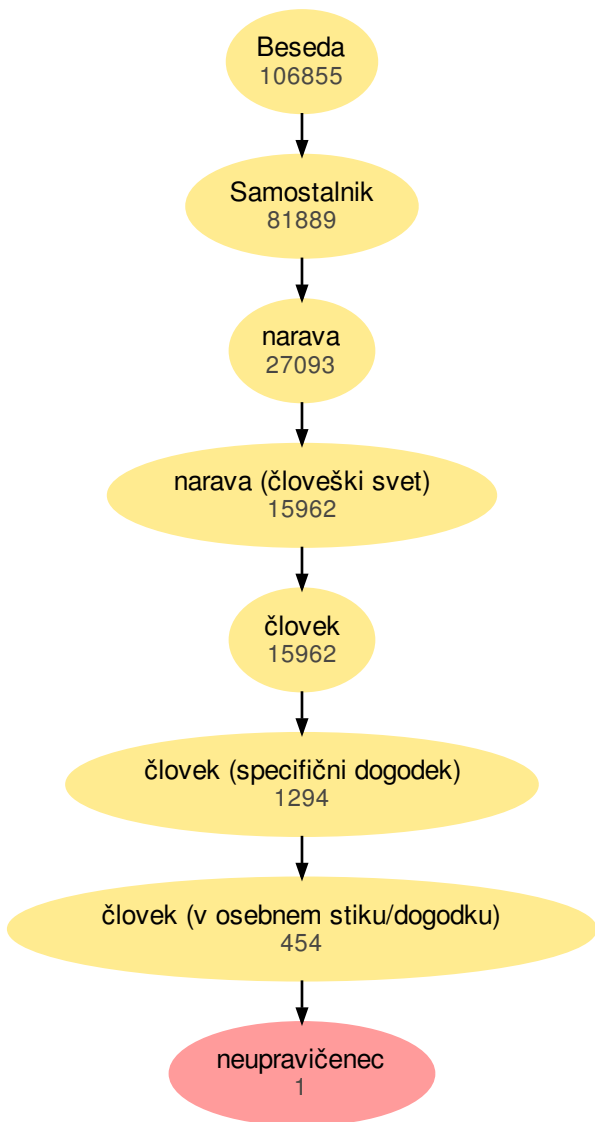 Beseda
106855
Samostalnik
81889
narava
27093
narava (človeški svet)
15962
človek
15962
človek (specifični dogodek)
1294
človek (v osebnem stiku/dogodku)
454
neupravičenec
1